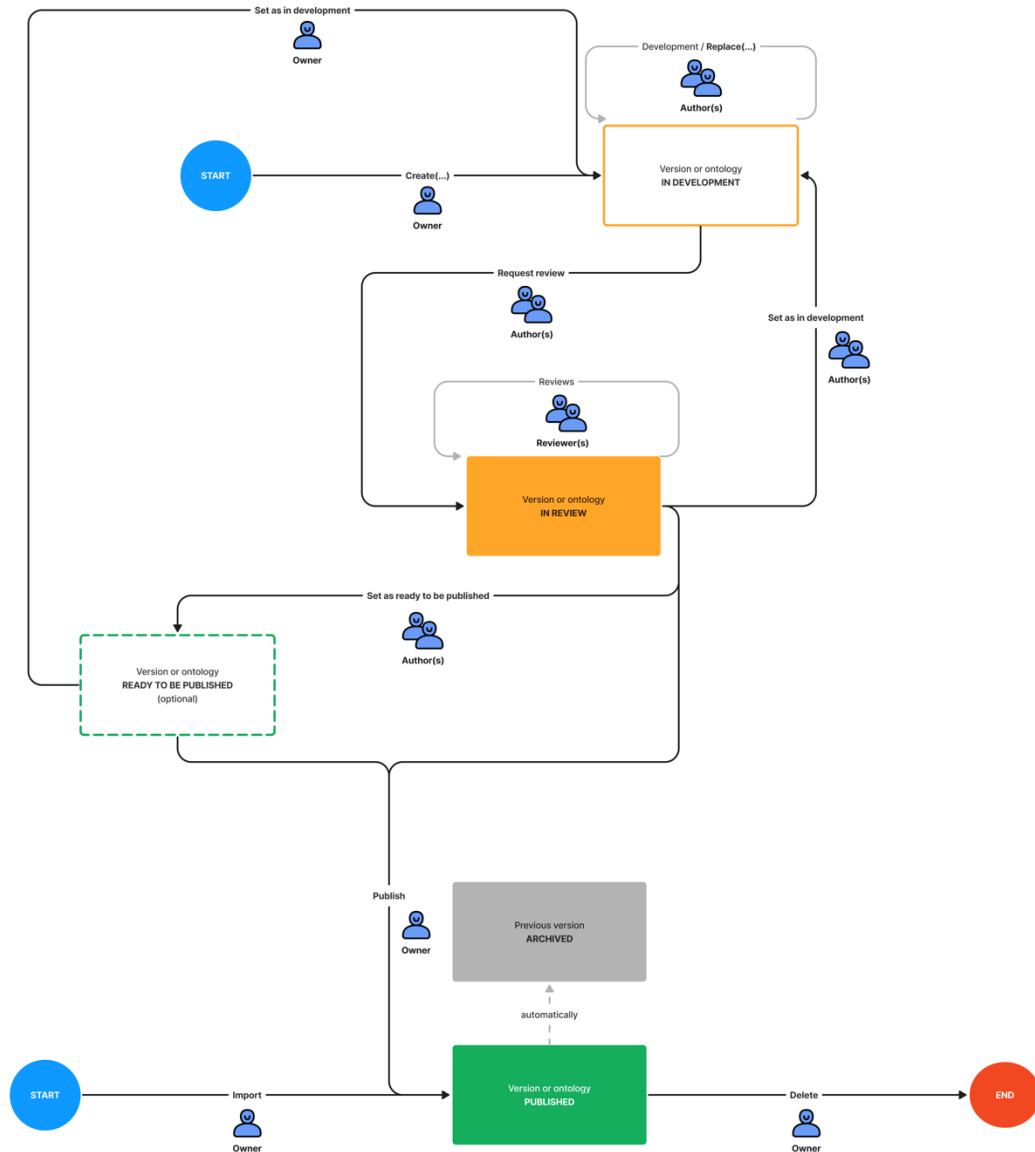 Set as in development
Owner
Development / Replace(...)
Author(s)
START
Create(...)
Owner
Version or ontology
IN DEVELOPMENT
Request review
Author(s)
Set as in development
Author(s)
Reviews
Reviewer(s)
Version or ontology
IN REVIEW
Set as ready to be published
Author(s)
Version or ontology
READY TO BE PUBLISHED
(optional)
Publish
Owner
Previous version
ARCHIVED
automatically
START
Import
Owner
Version or ontology
PUBLISHED
Delete
Owner
END